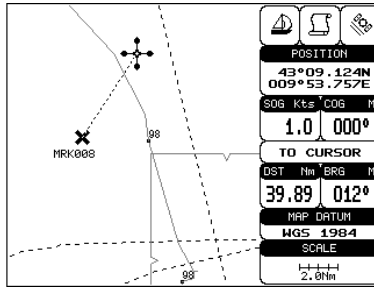 POSITION
43°09.124N
009°53.757E
SOG Kts COG M
1.0 000°
TO CURSOR
DST Nm BRG M
39.89 012°
MAP DATUM
WGS 1984
SCALE
2.0Nm
98
MRK008
98